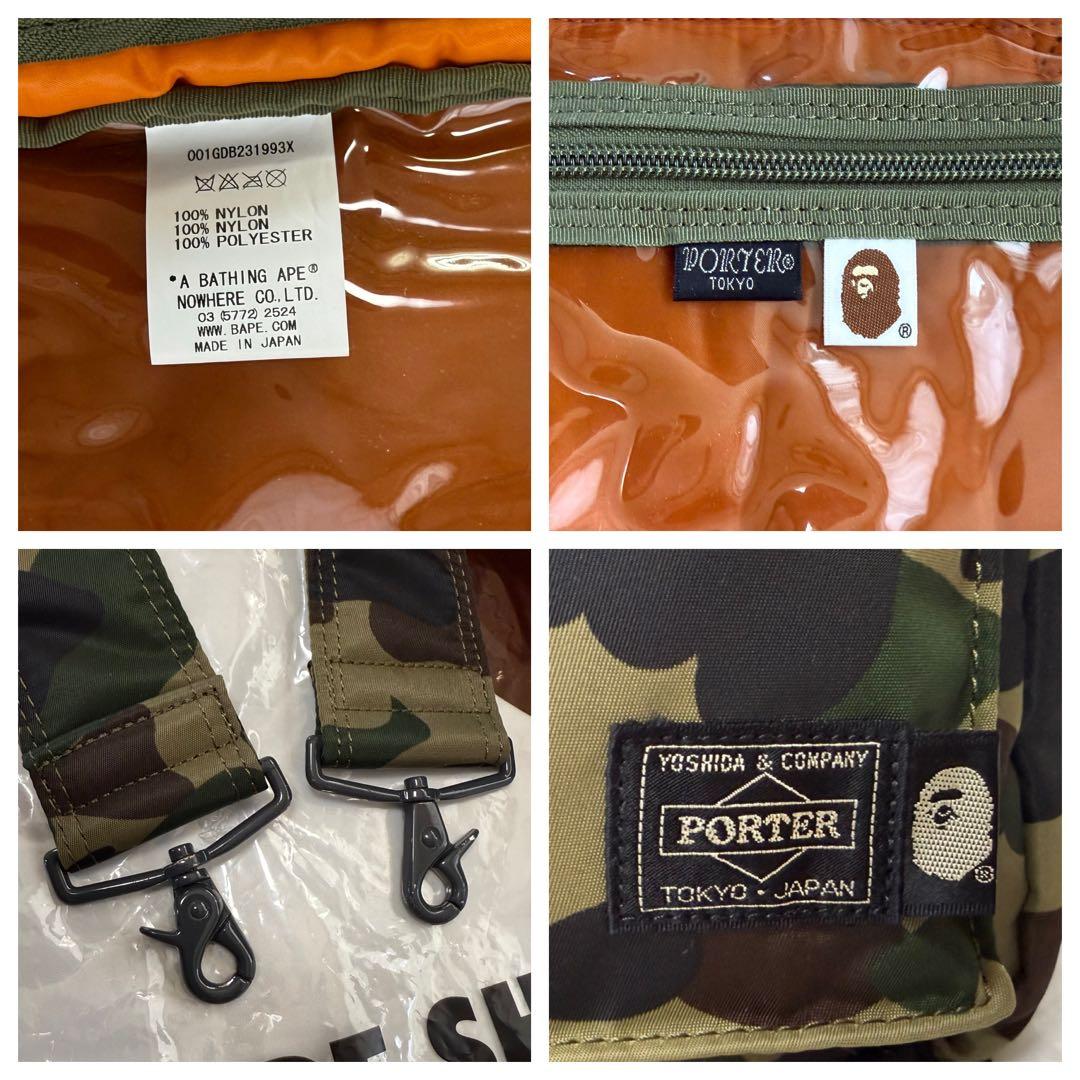 001GDB231993X
100% NYLON
100% NYLON
100% POLYESTER
*A BATHING APE®
NOWHERE CO., LTD.
03 (5772) 2524
WWW.BAPE.COM
MADE IN JAPAN
PORTER®
TOKYO
®
YOSHIDA & COMPANY
PORTER
TOKYO・JAPAN
®